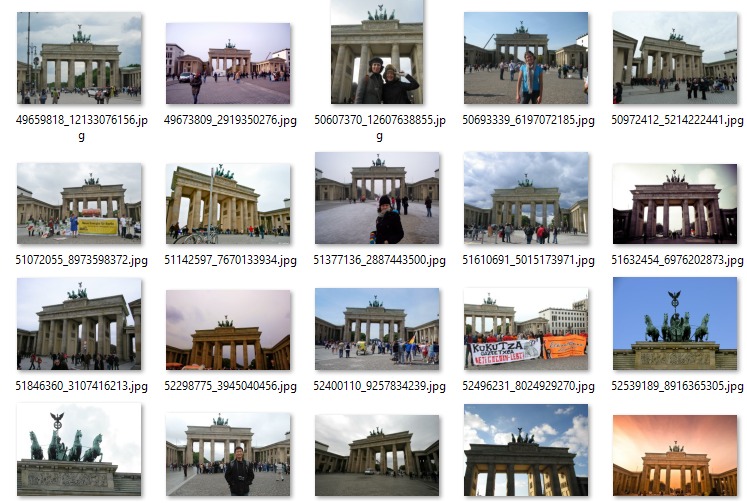 49659818_12133076156.jp
g
49673809_2919350276.jpg
50607370_12607638855.jp
g
50693339_6197072185.jpg
50972412_5214222441.jpg
51072055_8973598372.jpg
51142597_7670133934.jpg
51377136_2887443500.jpg
51610691_5015173971.jpg
51632454_6976202873.jpg
51846360_3107416213.jpg
52298775_3945040456.jpg
52400110_9257834239.jpg
KUKUTZA
52496231_8024929270.jpg
52539189_8916365305.jpg